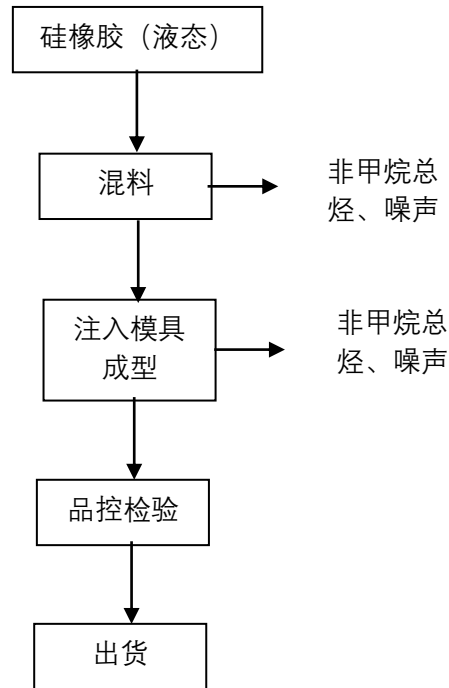 硅橡胶（液态）
混料
非甲烷总
烃、噪声
注入模具
成型
非甲烷总
烃、噪声
品控检验
出货